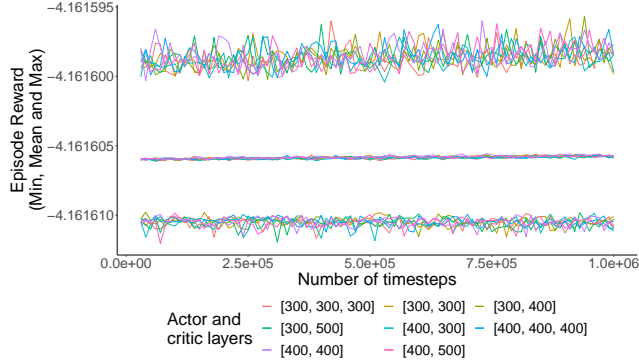 Episode Reward
(Min, Mean and Max)
−4.161595
−4.161600
−4.161605
−4.161610
0.0e+00
2.5e+05
5.0e+05
7.5e+05
1.0e+06
Number of timesteps
Actor and
critic layers
[300, 300, 300]
[300, 300]
[300, 400]
[300, 500]
[400, 300]
[400, 400, 400]
[400, 400]
[400, 500]